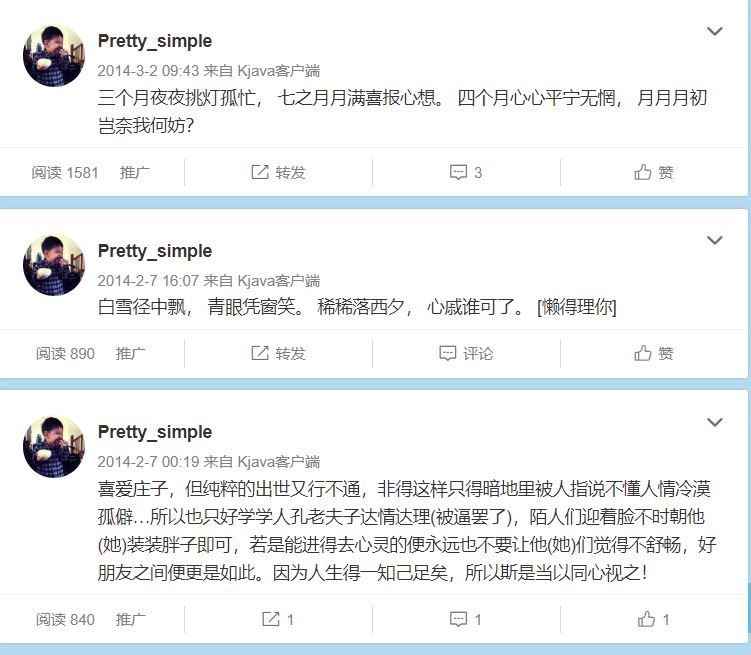 Pretty_simple
2014-3-2 09:43 来自 Kjava客户端
三个月夜夜挑灯孤忙， 七之月月满喜报心想。 四个月心心平宁无惘， 月月月初
岂奈我何妨？
阅读 1581 推广 转发 3 赞
Pretty_simple
2014-2-7 16:07 来自 Kjava客户端
白雪径中飘， 青眼凭窗笑。 稀稀落西夕， 心戚谁可了。 [懒得理你]
阅读 890 推广 转发 评论 赞
Pretty_simple
2014-2-7 00:19 来自 Kjava客户端
喜爱庄子，但纯粹的出世又行不通，非得这样只得暗地里被人指说不懂人情冷漠
孤僻...所以也只好学学人孔老夫子达情达理(被逼罢了)，陌人们迎着脸不时朝他
(她)装装胖子即可，若是能进得去心灵的便永远也不要让他(她)们觉得不舒畅，好
朋友之间便更是如此。因为人生得一知己足矣，所以斯是当以同心视之！
阅读 840 推广 1 1 1